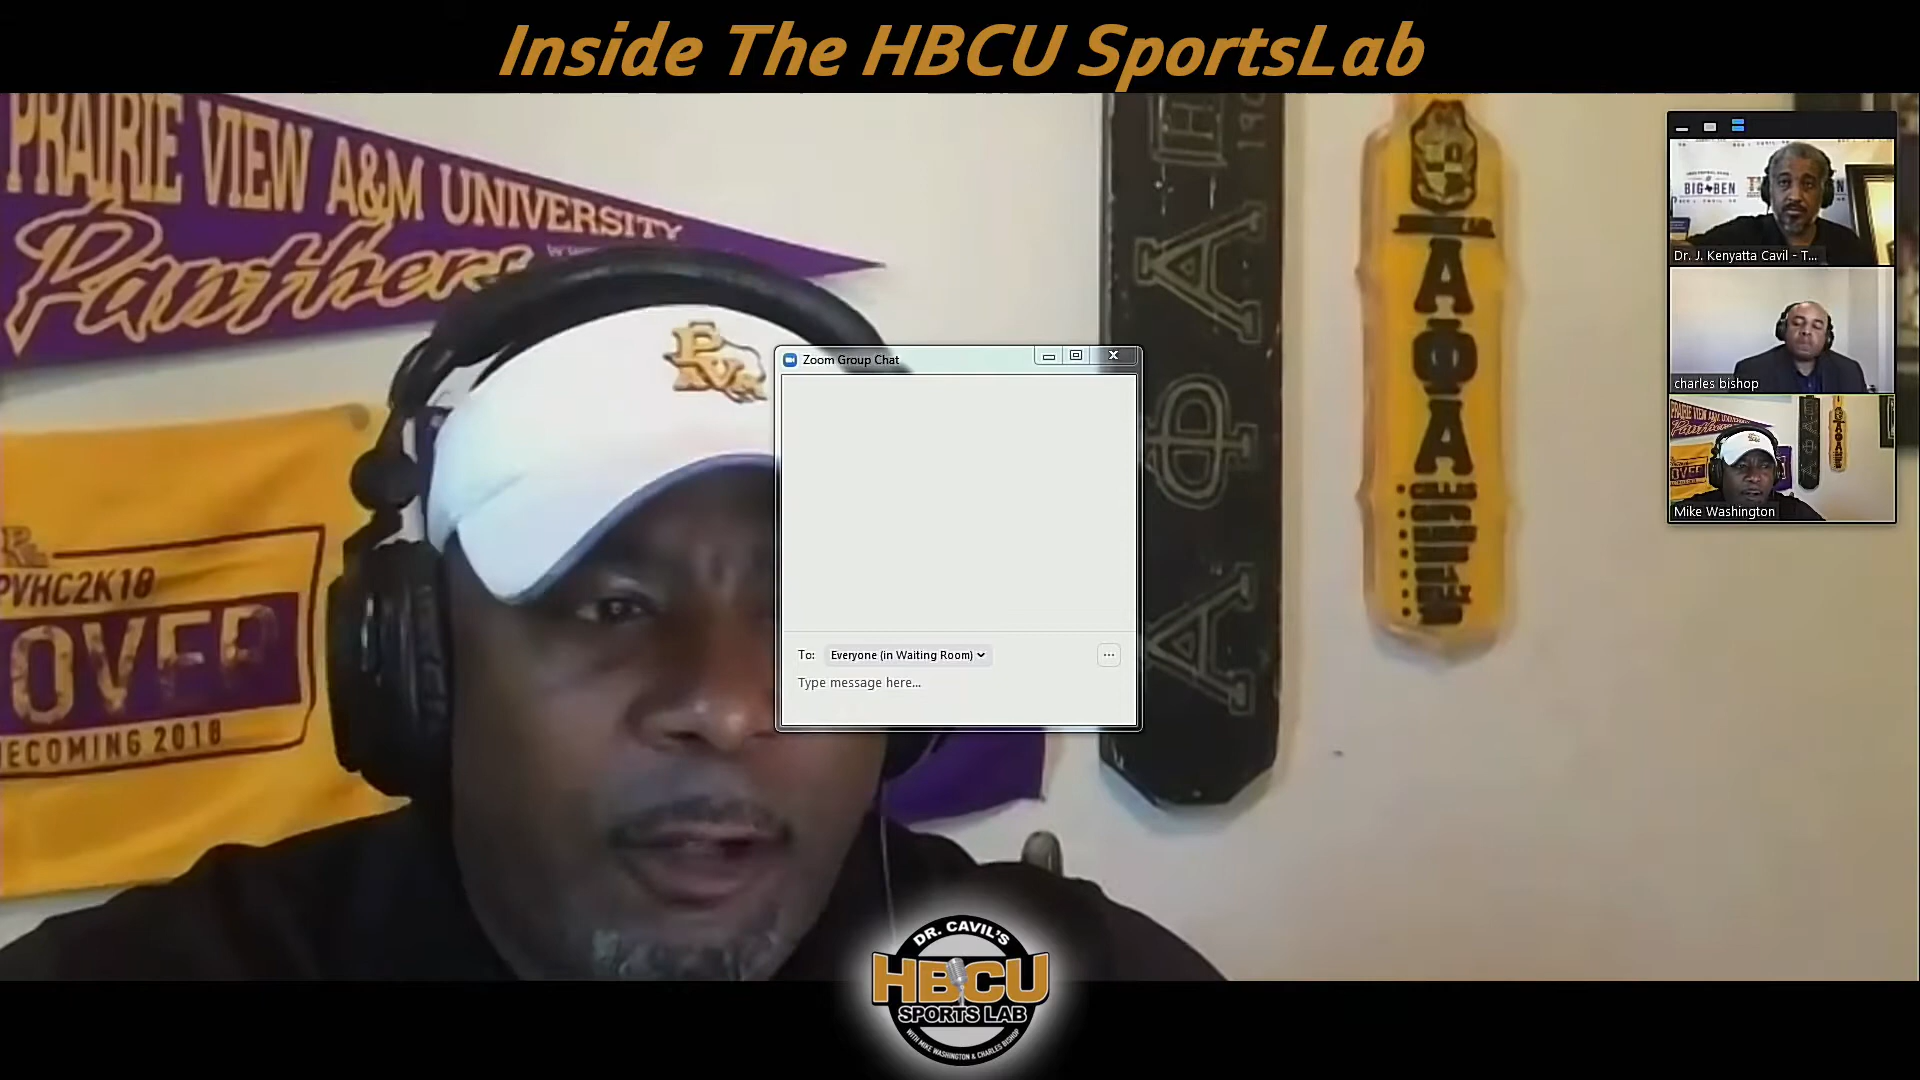 Inside The HBCU SportsLab
PRAIRIE VIEW A&M UNIVERSITY
Panthers
PV
PVHC2K18
OVER
ECOMING 2018
Α
Φ
Α
Α
Φ
Α
Zoom Group Chat
To: Everyone (in Waiting Room)
Type message here...
BIG BEN
Dr. J. Kenyatta Cavil - T...
charles bishop
Mike Washington
DR. CAVIL'S
HBCU
SPORTS LAB
WITH MIKE WASHINGTON & CHARLES BISHOP